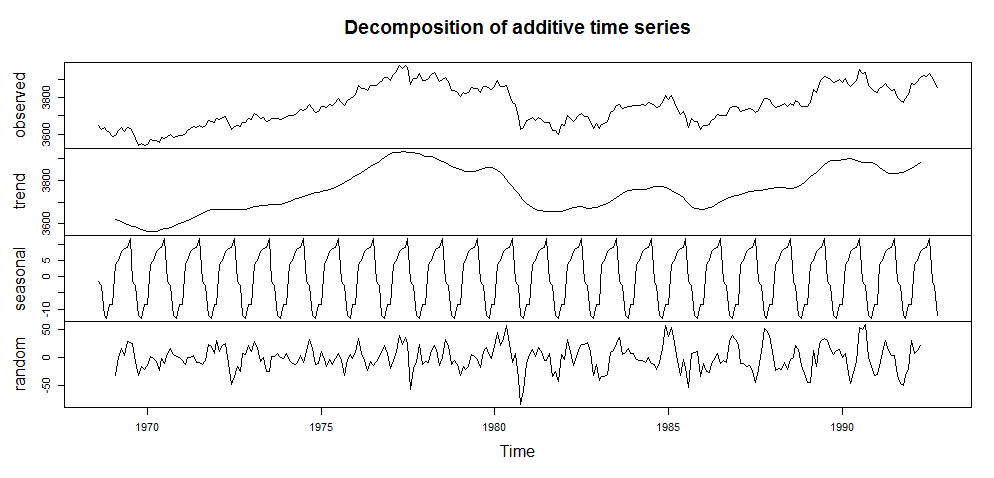 Decomposition of additive time series
observed
3600 3800
trend
3600 3800
seasonal
-10 0 5
random
-50 0 50
1970 1975 1980 1985 1990
Time